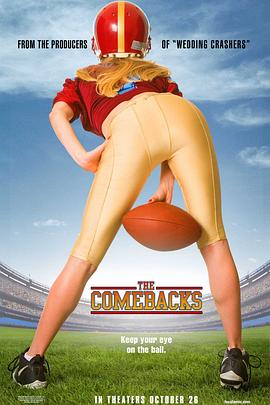 FROM THE PRODUCERS OF "WEDDING CRASHERS"
THE
COMEBACKS
Keep your eye
on the ball.
IN THEATERS OCTOBER 26